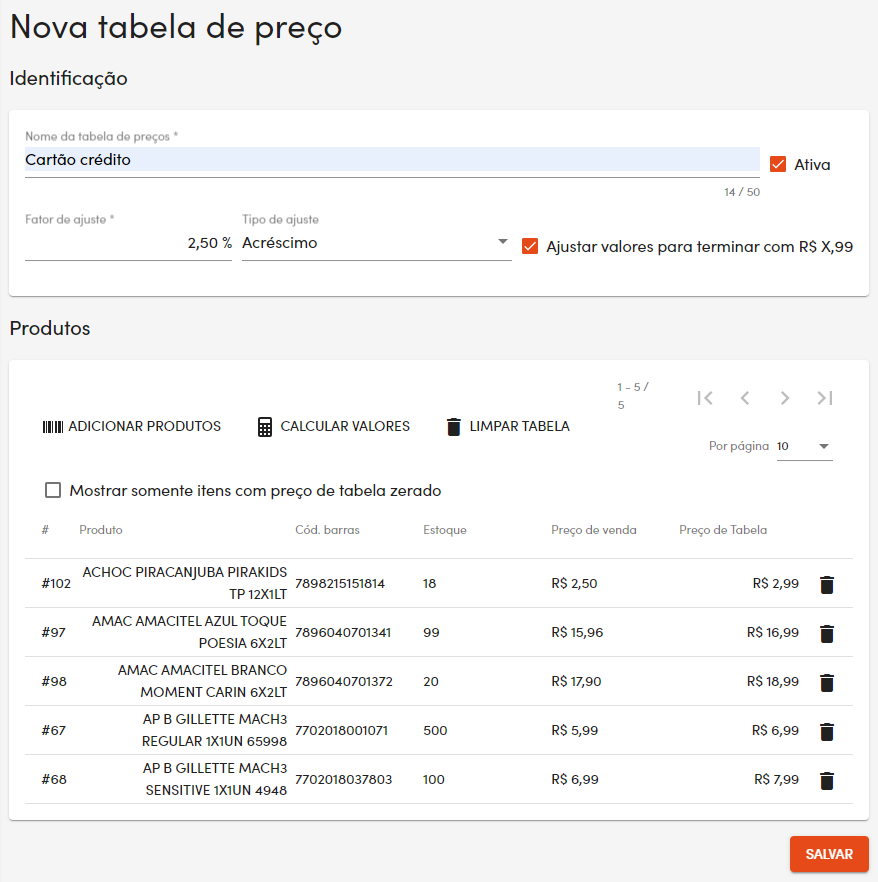 Nova tabela de preço
Identificação
Nome da tabela de preços *
Cartão crédito
Ativa
14 / 50
Fator de ajuste *
Tipo de ajuste
2,50 %
Acréscimo
Ajustar valores para terminar com R$ X,99
Produtos
1 - 5 /
5
ADICIONAR PRODUTOS
CALCULAR VALORES
LIMPAR TABELA
Por página 10
Mostrar somente itens com preço de tabela zerado
# Produto Cód. barras Estoque Preço de venda Preço de Tabela
#102 ACHOC PIRACANJUBA PIRAKIDS
TP 12X1LT 7898215151814 18 R$ 2,50 R$ 2,99
#97 AMAC AMACITEL AZUL TOQUE
POESIA 6X2LT 7896040701341 99 R$ 15,96 R$ 16,99
#98 AMAC AMACITEL BRANCO
MOMENT CARIN 6X2LT 7896040701372 20 R$ 17,90 R$ 18,99
#67 AP B GILLETTE MACH3
REGULAR 1X1UN 65998 7702018001071 500 R$ 5,99 R$ 6,99
#68 AP B GILLETTE MACH3
SENSITIVE 1X1UN 4948 7702018037803 100 R$ 6,99 R$ 7,99
SALVAR